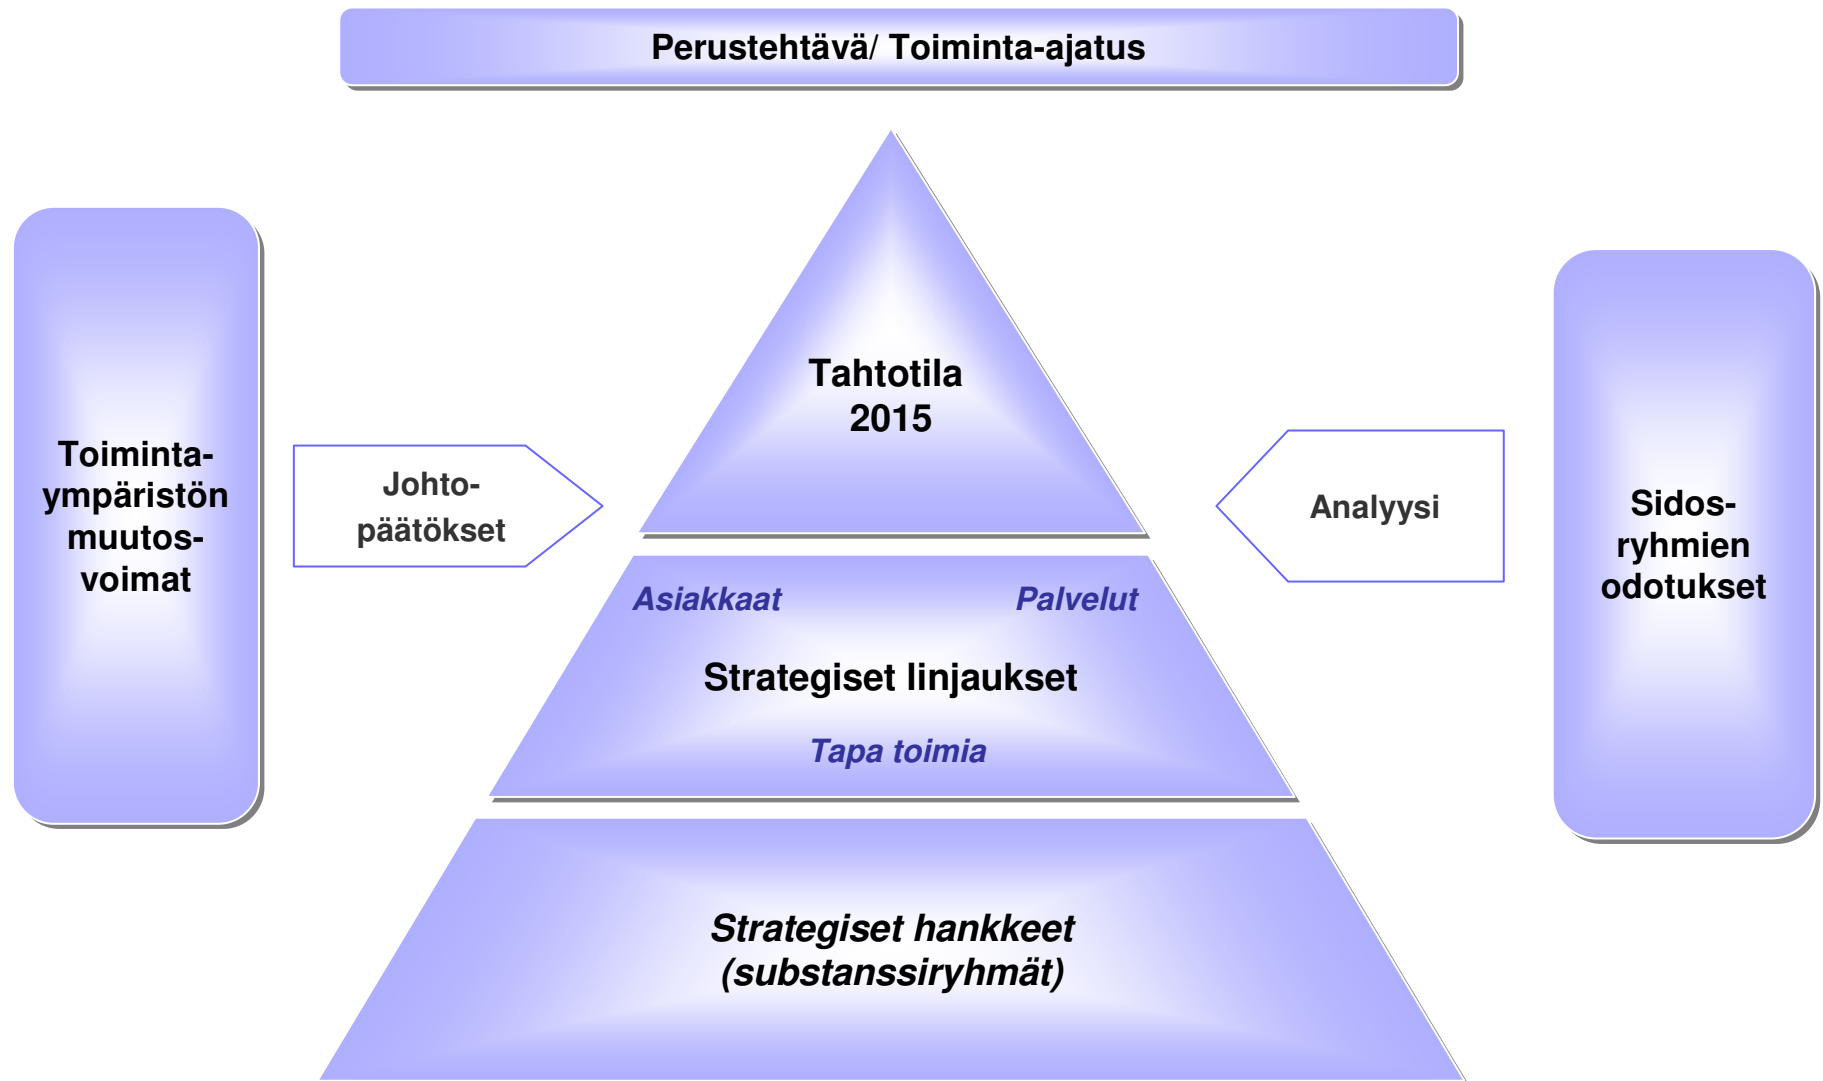 Perustehtävä/ Toiminta-ajatus
Tahtotila
2015
Toiminta-
ympäristön
muutos-
voimat
Johto-
päätökset
Analyysi
Sidos-
ryhmien
odotukset
Asiakkaat
Palvelut
Strategiset linjaukset
Tapa toimia
Strategiset hankkeet
(substanssiryhmät)